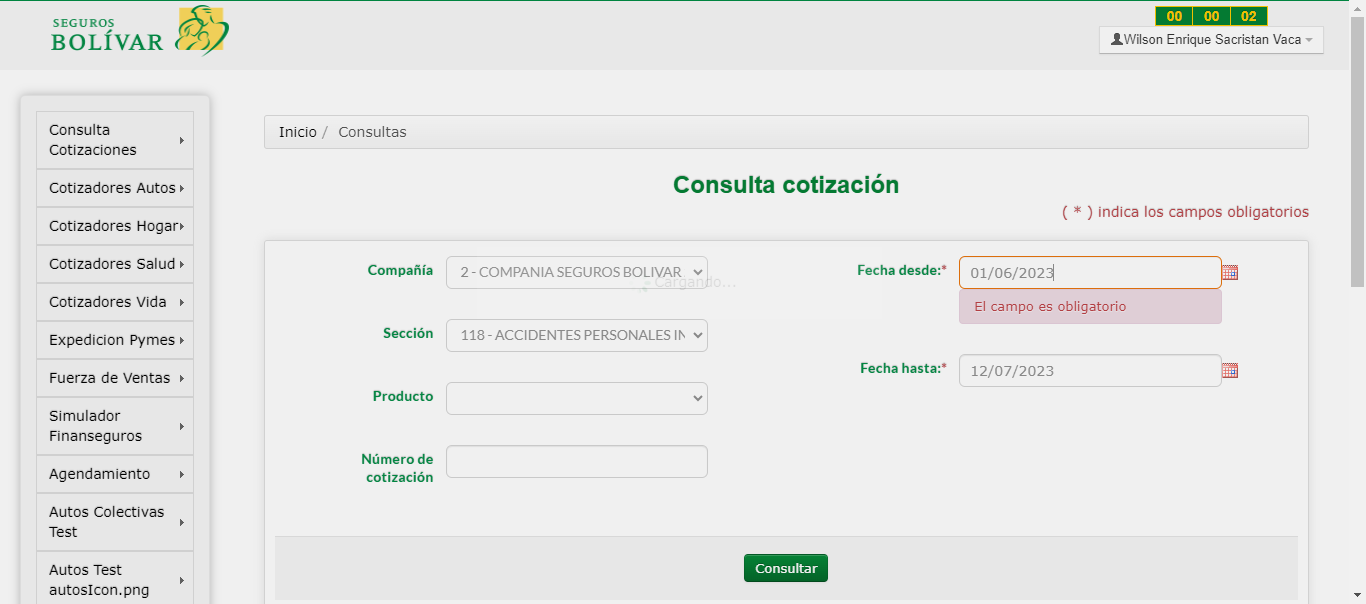 SEGUROS
BOLÍVAR
00 00 02
Wilson Enrique Sacristan Vaca
Consulta
Cotizaciones
Cotizadores Autos
Cotizadores Hogar
Cotizadores Salud
Cotizadores Vida
Expedicion Pymes
Fuerza de Ventas
Simulador
Finanseguros
Agendamiento
Autos Colectivas
Test
Autos Test
autosIcon.png
Inicio / Consultas
Consulta cotización
( * ) indica los campos obligatorios
Compañía
2 - COMPANIA SEGUROS BOLIVAR
Fecha desde:*
01/06/2023
Cargando...
El campo es obligatorio
Sección
118 - ACCIDENTES PERSONALES IN
Fecha hasta:*
12/07/2023
Producto
Número de
cotización
Consultar